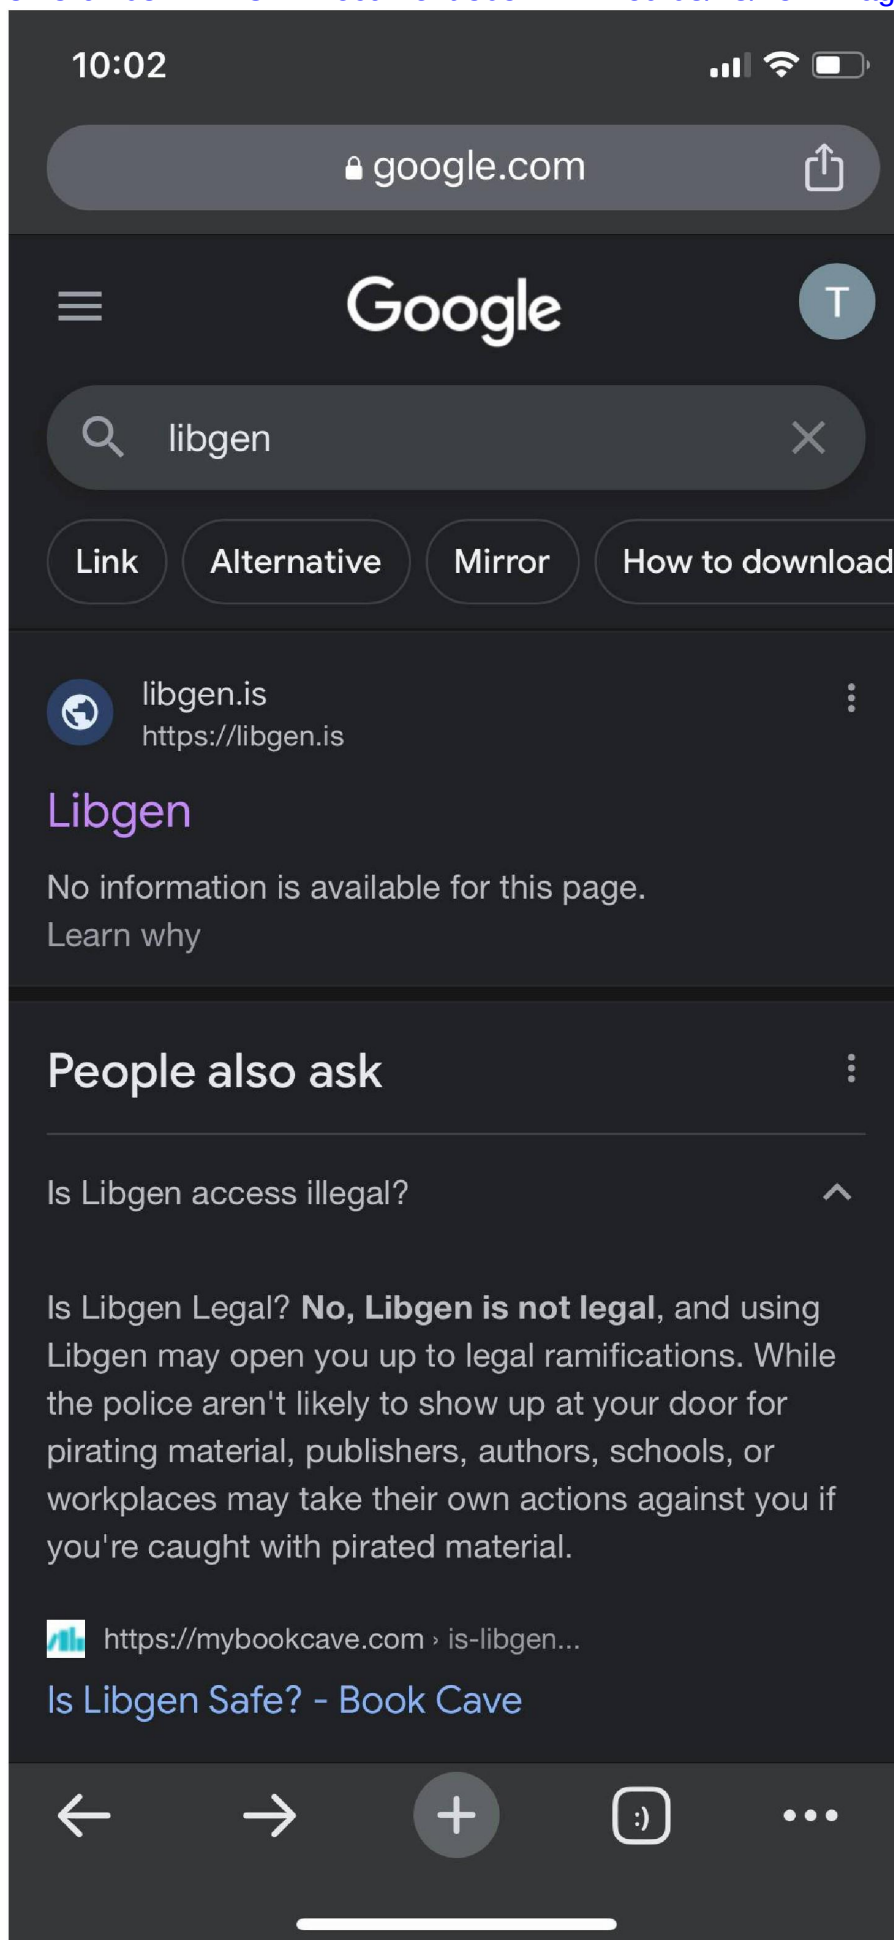 10:02
google.com
Google
T
libgen
Link
Alternative
Mirror
How to download
libgen.is
https://libgen.is
Libgen
No information is available for this page.
Learn why
People also ask
Is Libgen access illegal?
Is Libgen Legal? No, Libgen is not legal, and using
Libgen may open you up to legal ramifications. While
the police aren't likely to show up at your door for
pirating material, publishers, authors, schools, or
workplaces may take their own actions against you if
you're caught with pirated material.
https://mybookcave.com › is-libgen...
Is Libgen Safe? - Book Cave
:)